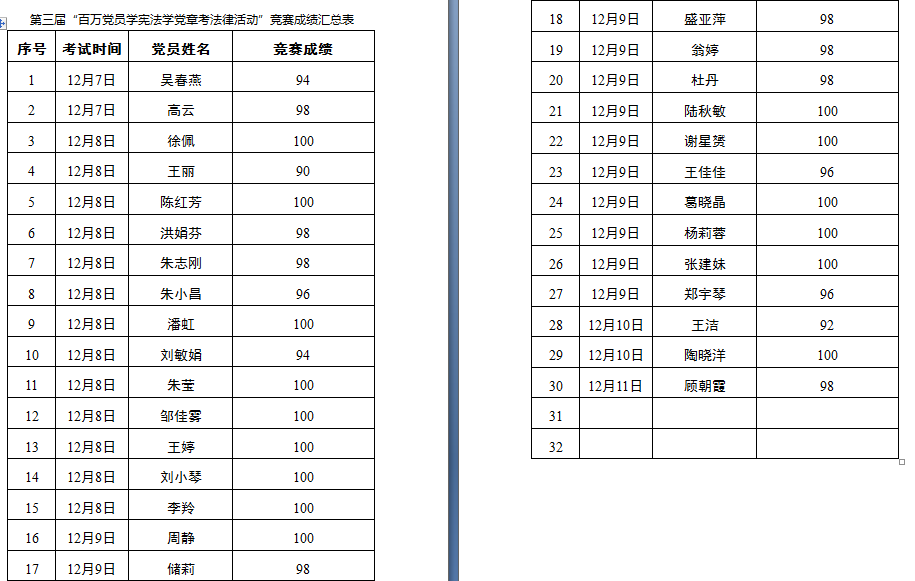 第三届“百万党员学宪法学党章考法律活动”竞赛成绩汇总表
序号 考试时间 党员姓名 竞赛成绩
1 12月7日 吴春燕 94
2 12月7日 高云 98
3 12月8日 徐佩 100
4 12月8日 王丽 90
5 12月8日 陈红芳 100
6 12月8日 洪娟芬 98
7 12月8日 朱志刚 98
8 12月8日 朱小昌 96
9 12月8日 潘虹 100
10 12月8日 刘敏娟 94
11 12月8日 朱莹 100
12 12月8日 邹佳雾 100
13 12月8日 王婷 100
14 12月8日 刘小琴 100
15 12月8日 李羚 100
16 12月9日 周静 100
17 12月9日 储莉 98
18 12月9日 盛亚萍 98
19 12月9日 翁婷 98
20 12月9日 杜丹 98
21 12月9日 陆秋敏 100
22 12月9日 谢星赟 100
23 12月9日 王佳佳 96
24 12月9日 葛晓晶 100
25 12月9日 杨莉蓉 100
26 12月9日 张建妹 100
27 12月9日 郑宇琴 96
28 12月10日 王洁 92
29 12月10日 陶晓洋 100
30 12月11日 顾朝霞 98
31
32